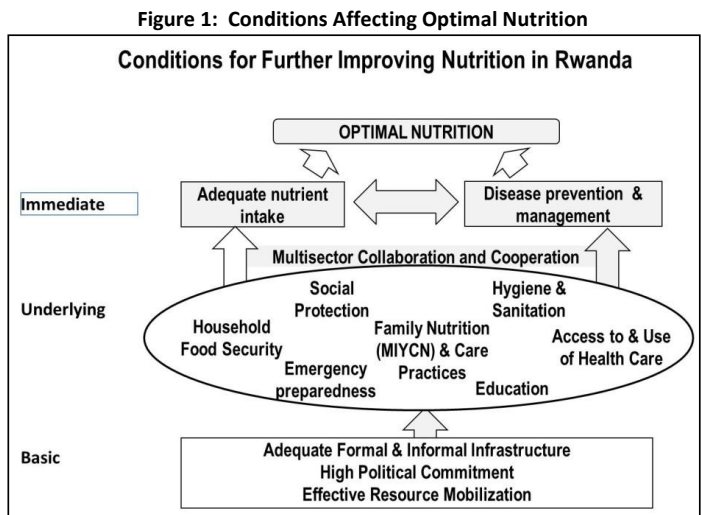 Figure 1: Conditions Affecting Optimal Nutrition
Conditions for Further Improving Nutrition in Rwanda
OPTIMAL NUTRITION
Immediate
Adequate nutrient
intake
Disease prevention &
management
Multisector Collaboration and Cooperation
Underlying
Social
Protection
Hygiene &
Sanitation
Household
Food Security
Family Nutrition
(MIYCN) & Care
Practices
Access to & Use
of Health Care
Emergency
preparedness
Education
Basic
Adequate Formal & Informal Infrastructure
High Political Commitment
Effective Resource Mobilization